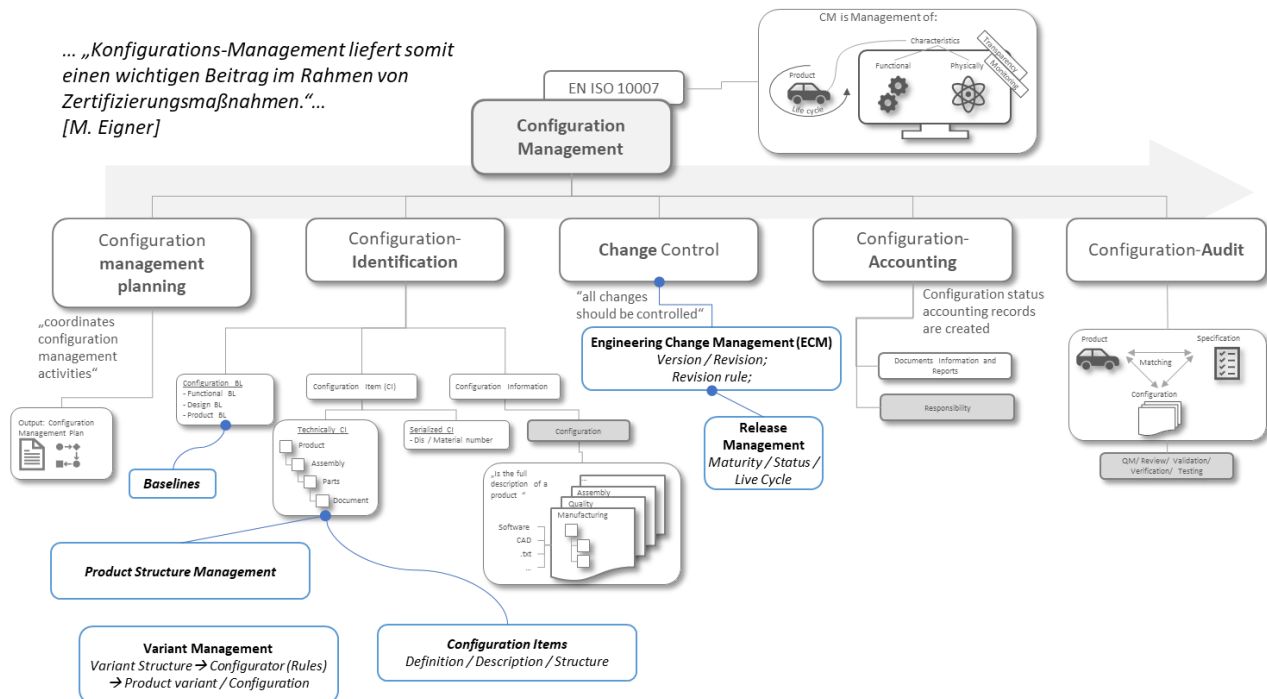 ... „Konfigurations-Management liefert somit
einen wichtigen Beitrag im Rahmen von
Zertifizierungsmaßnahmen.“...
[M. Eigner]
EN ISO 10007
Configuration
Management
CM is Management of:
Characteristics
Functional
Physically
Product
Life cycle
Transparency
Monitoring
Configuration
management
planning
„coordinates
configuration
management
activities“
Output: Configuration
Management Plan
Configuration-
Identification
Configuration BL
- Functional BL
- Design BL
- Product BL
Baselines
Configuration Item (CI)
Technically CI
Product
Assembly
Parts
Document
Serialized CI
- Dis / Material number
Configuration Information
Configuration
„Is the full
description of a
product “
...
Assembly
Quality
Manufacturing
Software
CAD
.txt
...
Product Structure Management
Variant Management
Variant Structure → Configurator (Rules)
→ Product variant / Configuration
Configuration Items
Definition / Description / Structure
Change Control
“all changes
should be controlled“
Engineering Change Management (ECM)
Version / Revision;
Revision rule;
Release
Management
Maturity / Status /
Live Cycle
Configuration-
Accounting
Configuration status
accounting records
are created
Documents Information and
Reports
Responsibility
Configuration-Audit
Product
Specification
Matching
Configuration
QM/ Review/ Validation/
Verification/ Testing